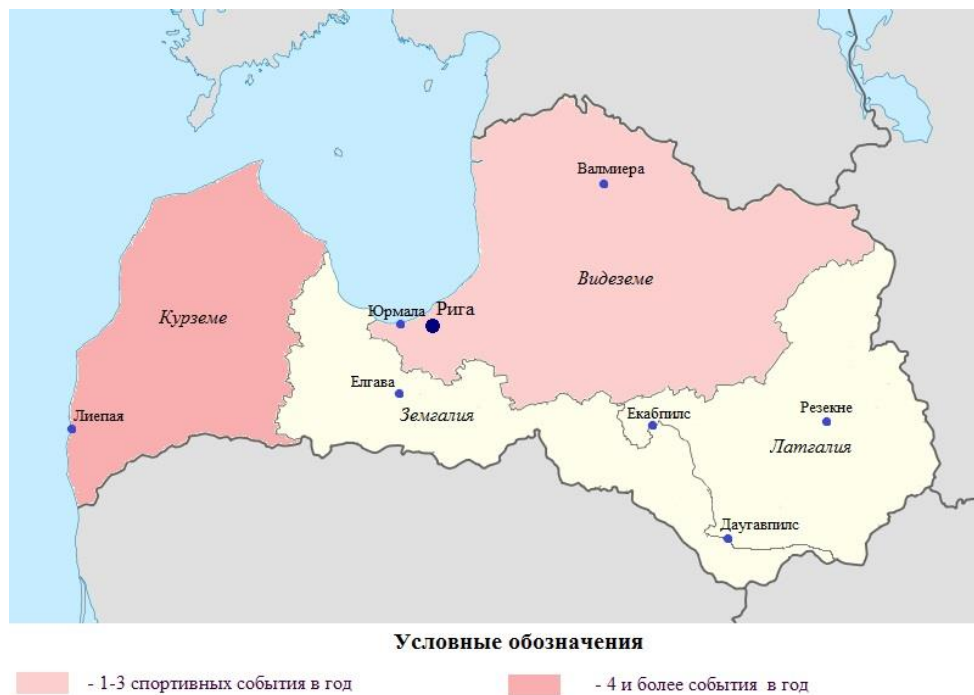 Валмиера
Видеземе
Курземе
Юрмала
Рига
Елгава
Земгалия
Лиепая
Екабпилс
Резекне
Латгалия
Даугавпилс
Условные обозначения
- 1-3 спортивных события в год
- 4 и более события в год